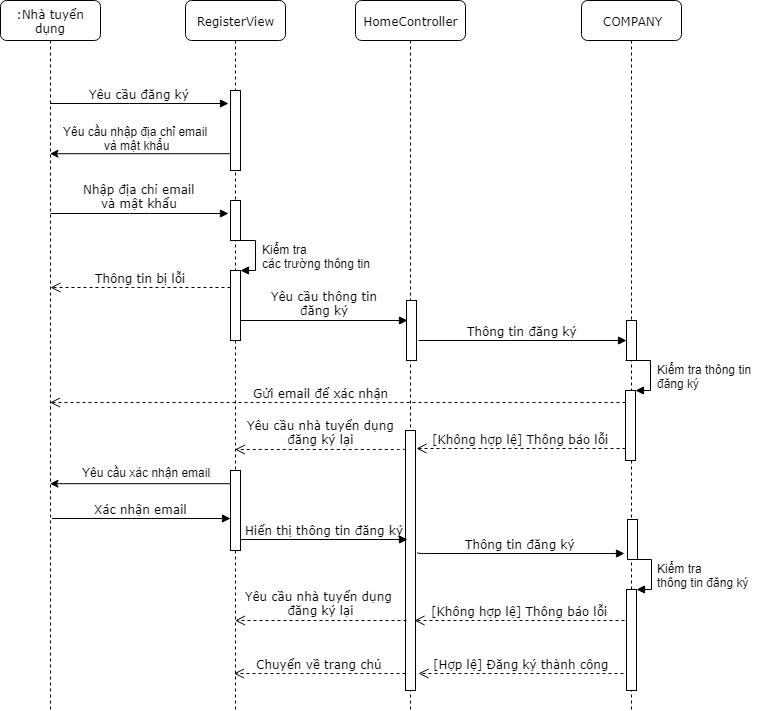 :Nhà tuyển
dụng
RegisterView
HomeController
COMPANY
Yêu cầu đăng ký
Yêu cầu nhập địa chỉ email
và mật khẩu
Nhập địa chỉ email
và mật khẩu
Kiểm tra
các trường thông tin
Thông tin bị lỗi
Yêu cầu thông tin
đăng ký
Thông tin đăng ký
Kiểm tra thông tin
đăng ký
Gửi email để xác nhận
Yêu cầu nhà tuyển dụng
đăng ký lại
[Không hợp lệ] Thông báo lỗi
Yêu cầu xác nhận email
Xác nhận email
Hiển thị thông tin đăng ký
Thông tin đăng ký
Kiểm tra
thông tin đăng ký
Yêu cầu nhà tuyển dụng
đăng ký lại
[Không hợp lệ] Thông báo lỗi
Chuyển về trang chủ
[Hợp lệ] Đăng ký thành công